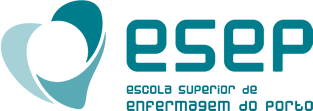 esep
escola superior de
enfermagem do porto